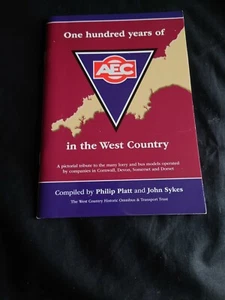 One hundred years of
AEC
in the West Country
A pictorial tribute to the many lorry and bus models operated
by companies in Cornwall, Devon, Somerset and Dorset
Compiled by Philip Platt and John Sykes
The West Country Historic Omnibus & Transport Trust